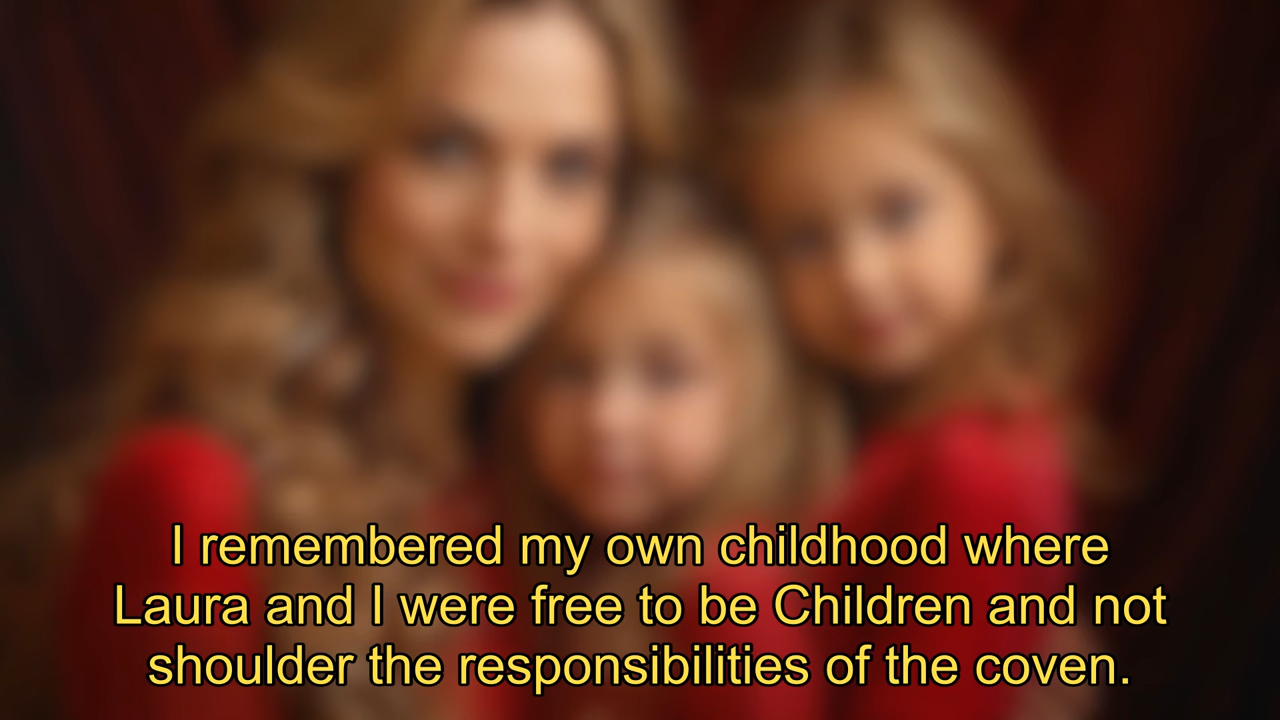 I remembered my own childhood where
Laura and I were free to be Children and not
shoulder the responsibilities of the coven.